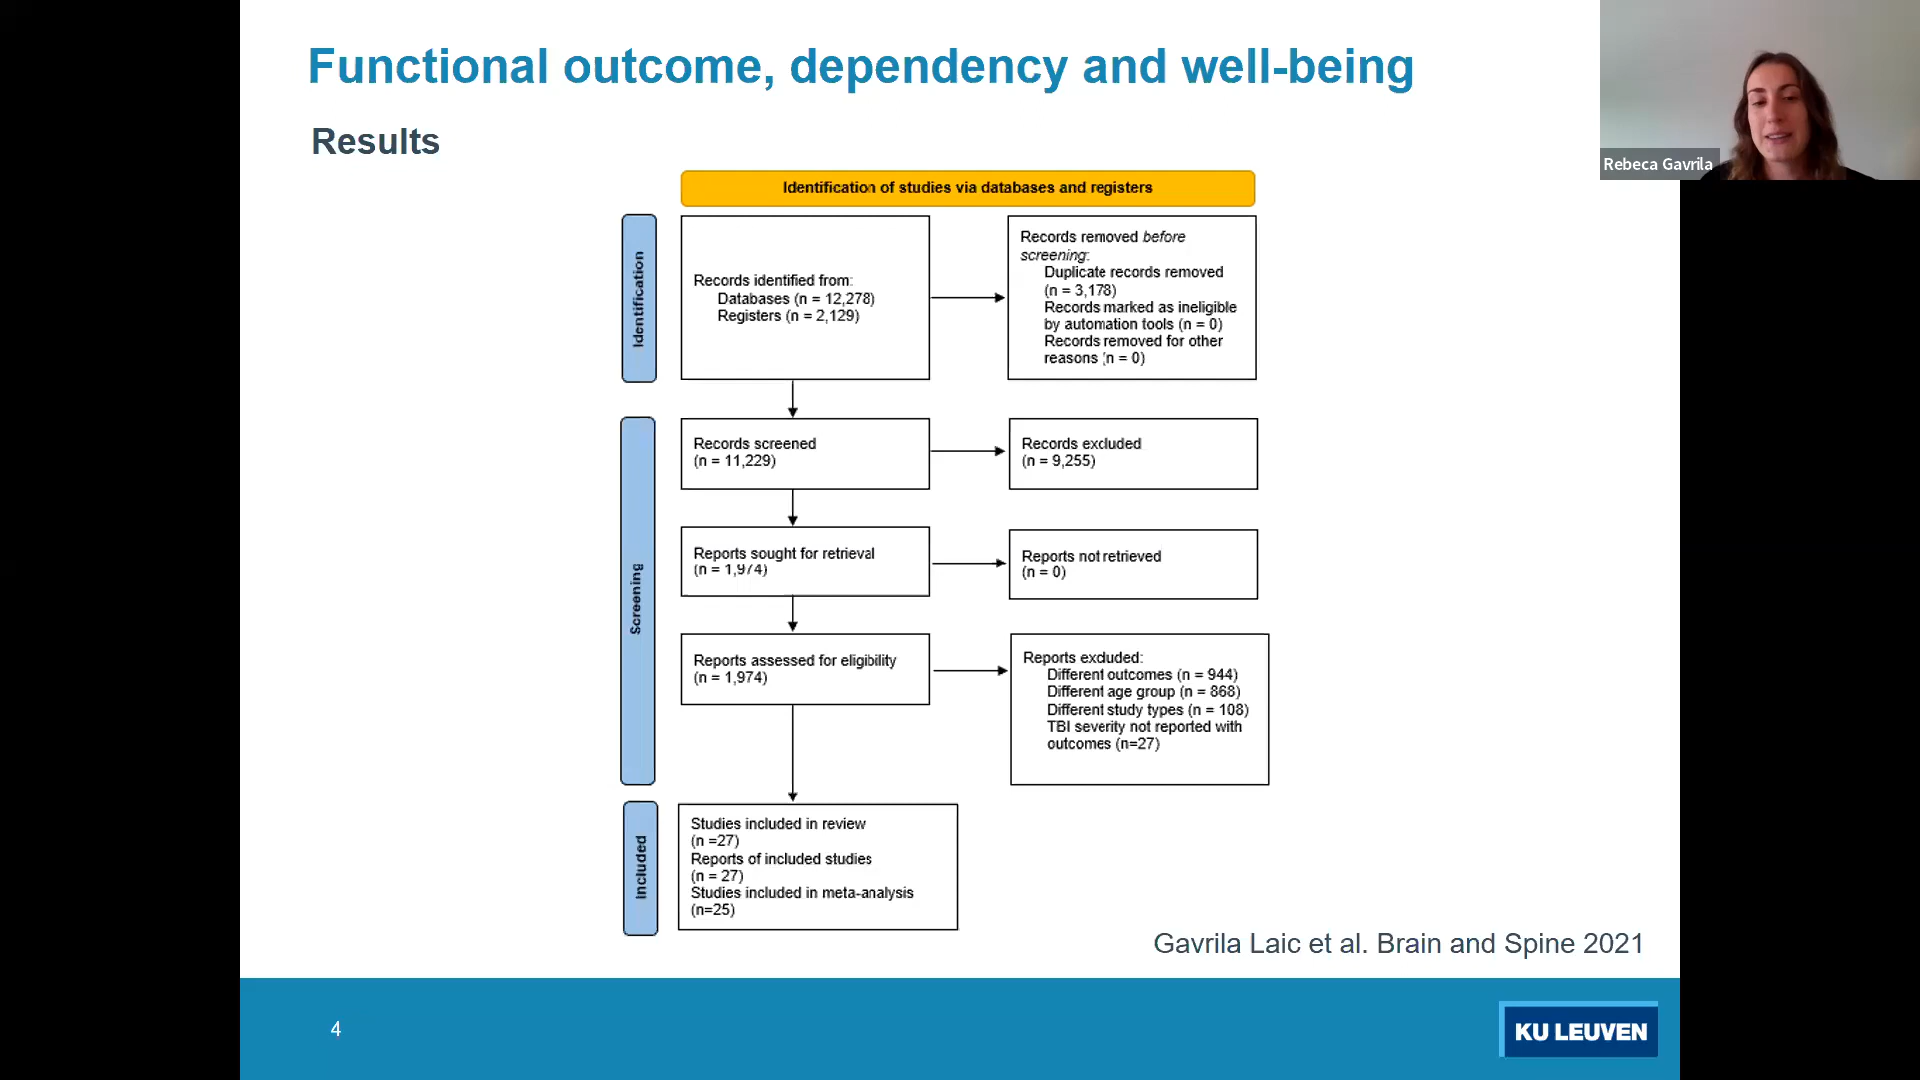 Functional outcome, dependency and well-being
Rebeca Gavrila
Results
Identification of studies via databases and registers
Identification
Records identified from:
Databases (n = 12,278)
Registers (n = 2,129)
Records removed before
screening:
Duplicate records removed
(n = 3,178)
Records marked as ineligible
by automation tools (n = 0)
Records removed for other
reasons (n = 0)
Screening
Records screened
(n = 11,229)
Records excluded
(n = 9,255)
Reports sought for retrieval
(n = 1,974)
Reports not retrieved
(n = 0)
Reports assessed for eligibility
(n = 1,974)
Reports excluded:
Different outcomes (n = 944)
Different age group (n = 868)
Different study types (n = 108)
TBI severity not reported with
outcomes (n=27)
Included
Studies included in review
(n =27)
Reports of included studies
(n = 27)
Studies included in meta-analysis
(n=25)
Gavrila Laic et al. Brain and Spine 2021
4
KU LEUVEN